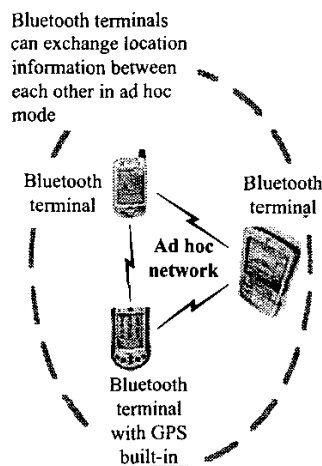 Bluetooth terminals
can exchange location
information between
each other in ad hoc
mode
Bluetooth
terminal
Bluetooth
terminal
Ad hoc
network
Bluetooth
terminal
with GPS
built-in